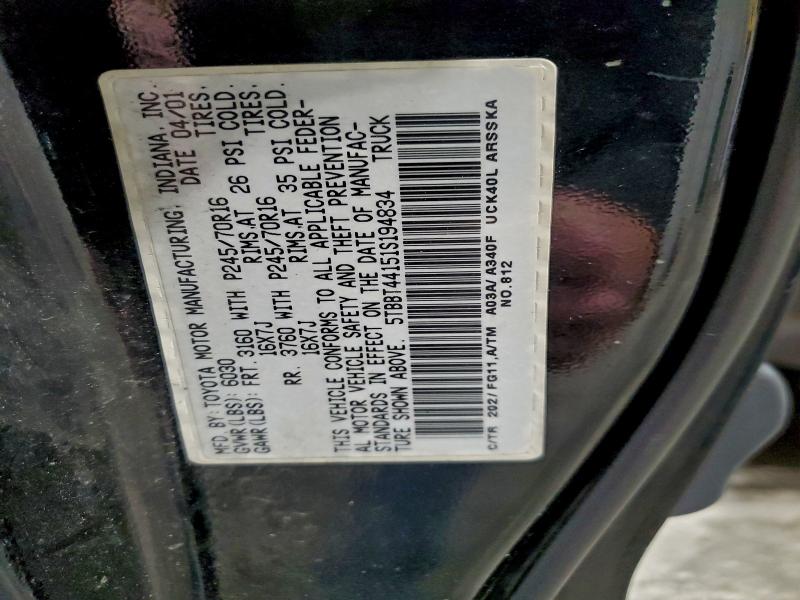 MFD BY: TOYOTA MOTOR MANUFACTURING, INDIANA, INC.
GVWR(LBS): 6030 DATE 04/01
GAWR(LBS): FRT. 3160 WITH P245/70R16 TIRES,
16X7J RIMS,AT 26 PSI COLD.
RR. 3760 WITH P245/70R16 TIRES,
16X7J RIMS,AT 35 PSI COLD.
THIS VEHICLE CONFORMS TO ALL APPLICABLE FEDER-
AL MOTOR VEHICLE SAFETY AND THEFT PREVENTION
STANDARDS IN EFFECT ON THE DATE OF MANUFAC-
TURE SHOWN ABOVE. 5TBBT44151S194834 TRUCK
C/TR 202/FG11.A/TM A03A/A340F UCK40L ARSSKA
NO.812